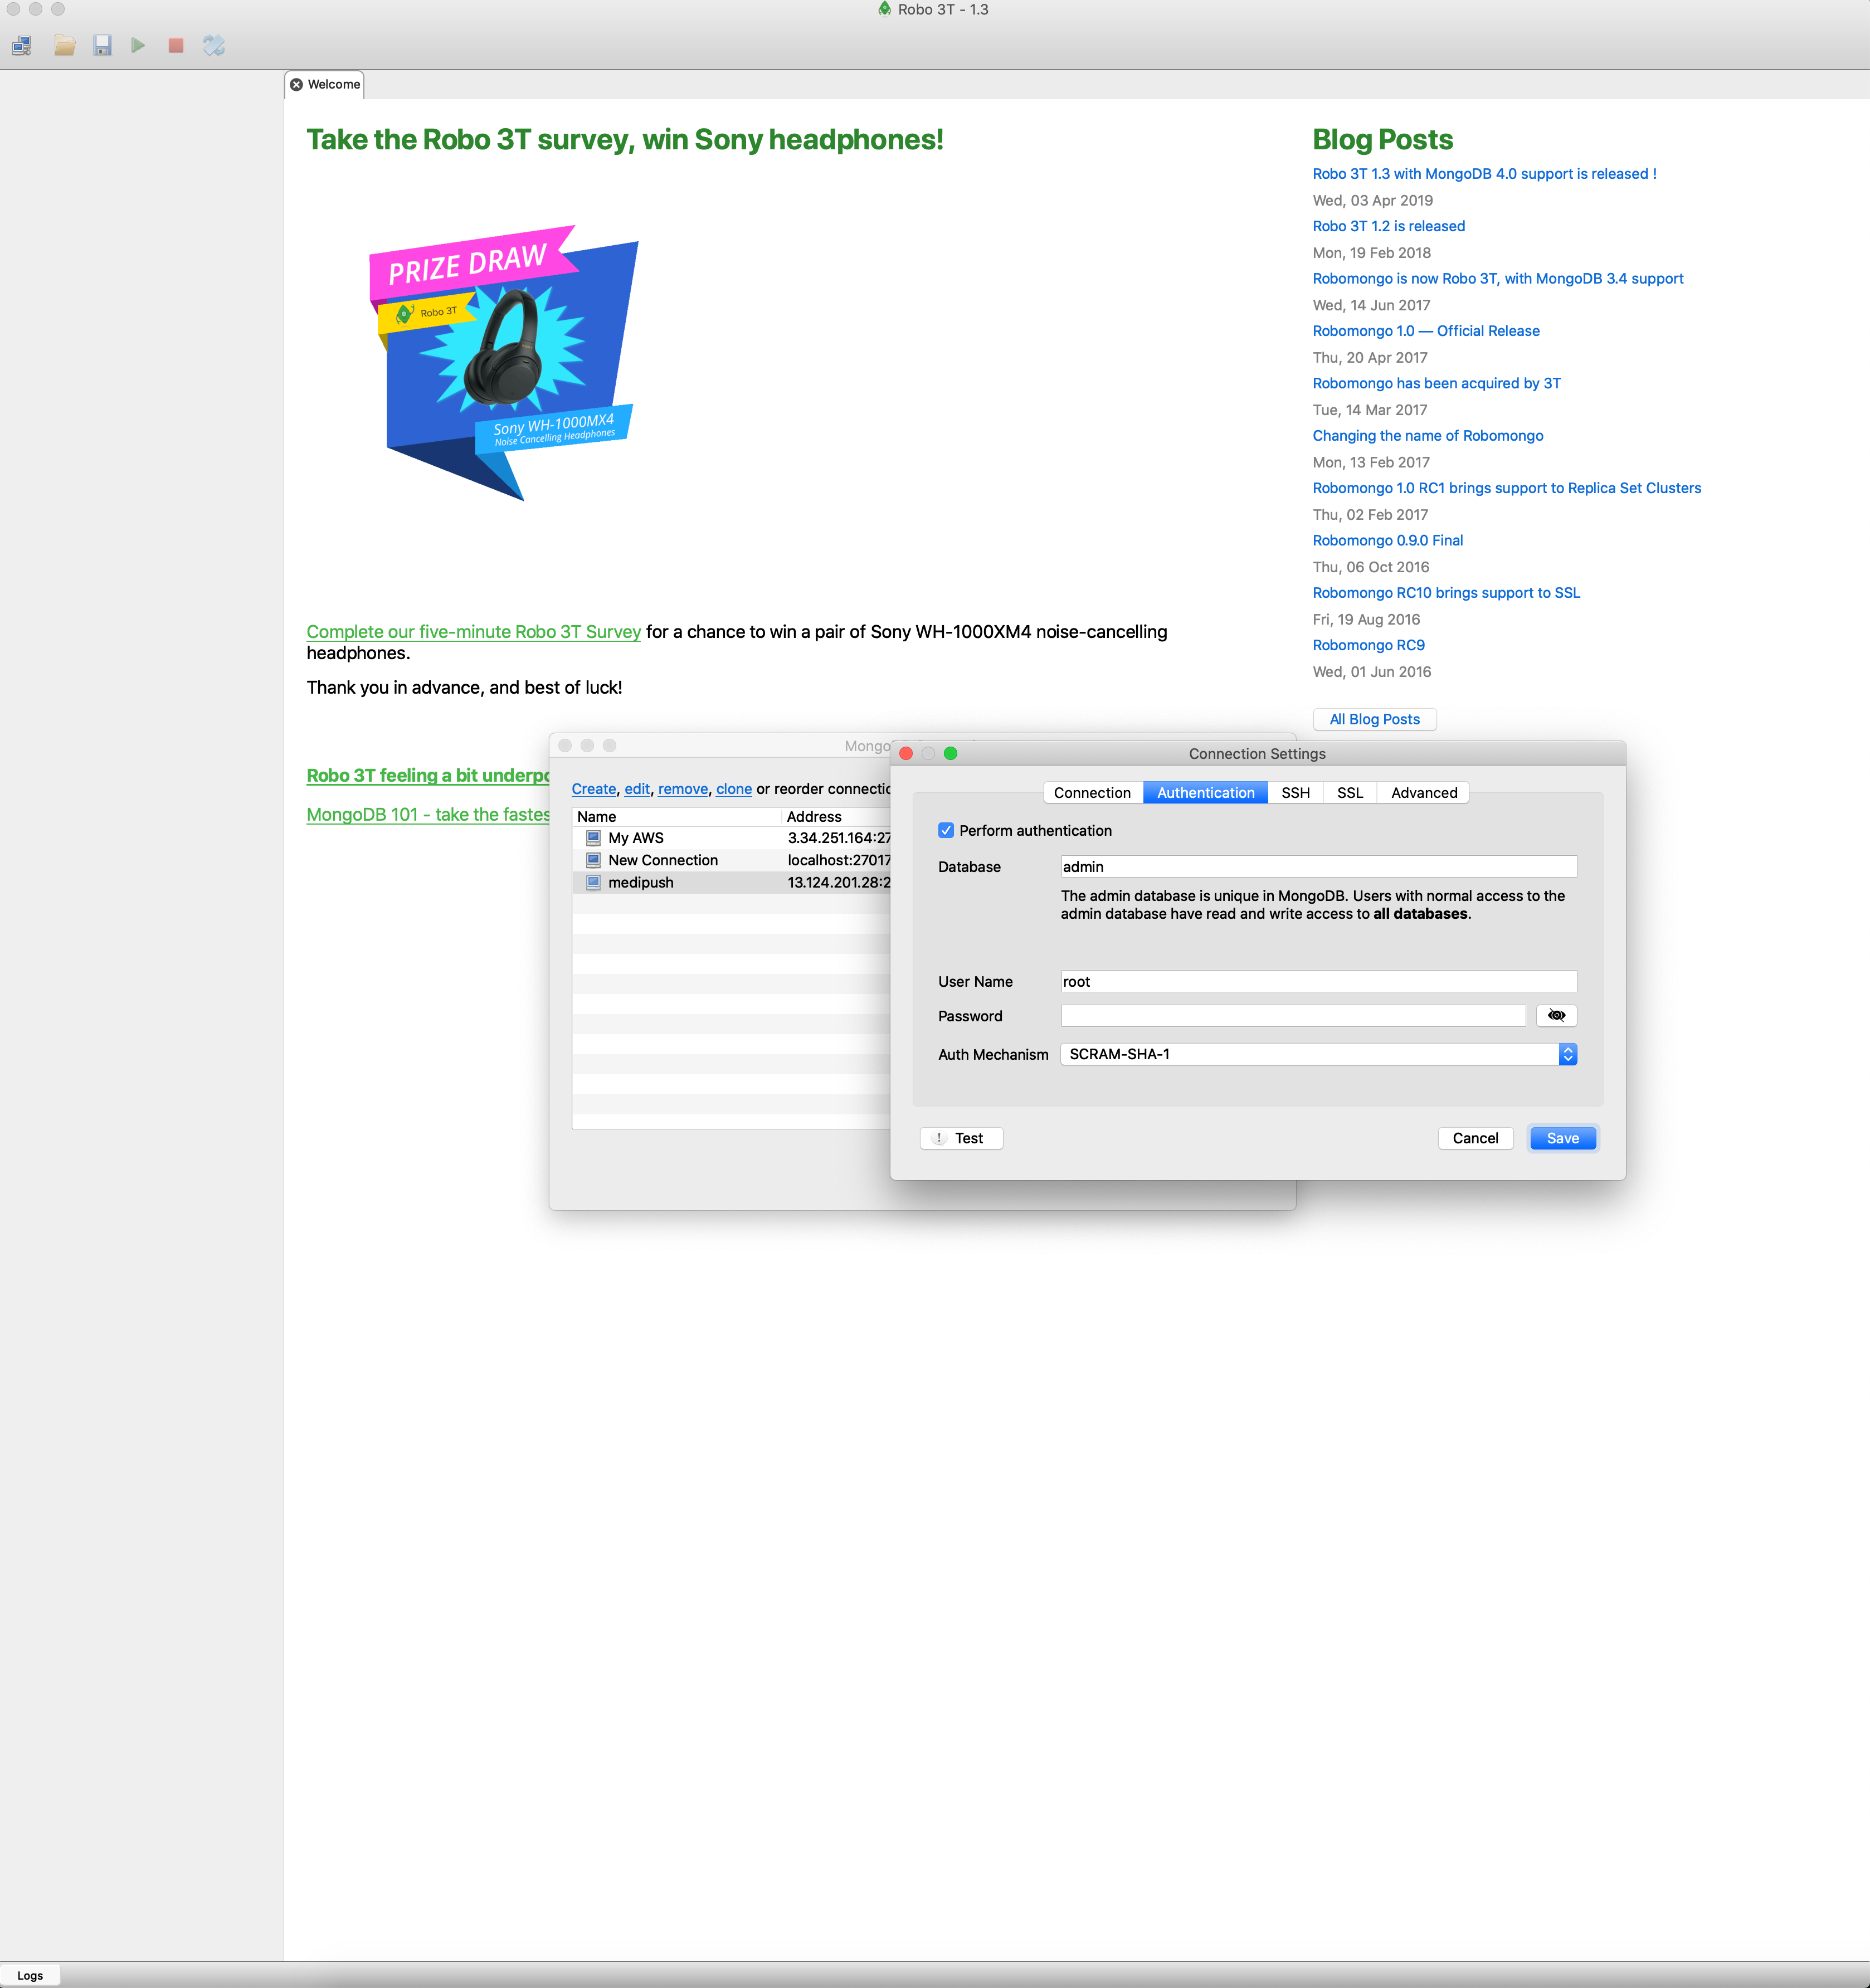 Robo 3T - 1.3
Welcome
Take the Robo 3T survey, win Sony headphones!
PRIZE DRAW
Robo 3T
Sony WH-1000MX4
Noise Cancelling Headphones
Complete our five-minute Robo 3T Survey for a chance to win a pair of Sony WH-1000XM4 noise-cancelling
headphones.
Thank you in advance, and best of luck!
Robo 3T feeling a bit underpo
MongoDB 101 - take the fastes
Blog Posts
Robo 3T 1.3 with MongoDB 4.0 support is released !
Wed, 03 Apr 2019
Robo 3T 1.2 is released
Mon, 19 Feb 2018
Robomongo is now Robo 3T, with MongoDB 3.4 support
Wed, 14 Jun 2017
Robomongo 1.0 — Official Release
Thu, 20 Apr 2017
Robomongo has been acquired by 3T
Tue, 14 Mar 2017
Changing the name of Robomongo
Mon, 13 Feb 2017
Robomongo 1.0 RC1 brings support to Replica Set Clusters
Thu, 02 Feb 2017
Robomongo 0.9.0 Final
Thu, 06 Oct 2016
Robomongo RC10 brings support to SSL
Fri, 19 Aug 2016
Robomongo RC9
Wed, 01 Jun 2016
All Blog Posts
Mongo
Create, edit, remove, clone or reorder connectio
Name Address
My AWS 3.34.251.164:27
New Connection localhost:27017
medipush 13.124.201.28:2
Connection Settings
Connection Authentication SSH SSL Advanced
Perform authentication
Database admin
The admin database is unique in MongoDB. Users with normal access to the
admin database have read and write access to all databases.
User Name root
Password
Auth Mechanism SCRAM-SHA-1
! Test Cancel Save
Logs